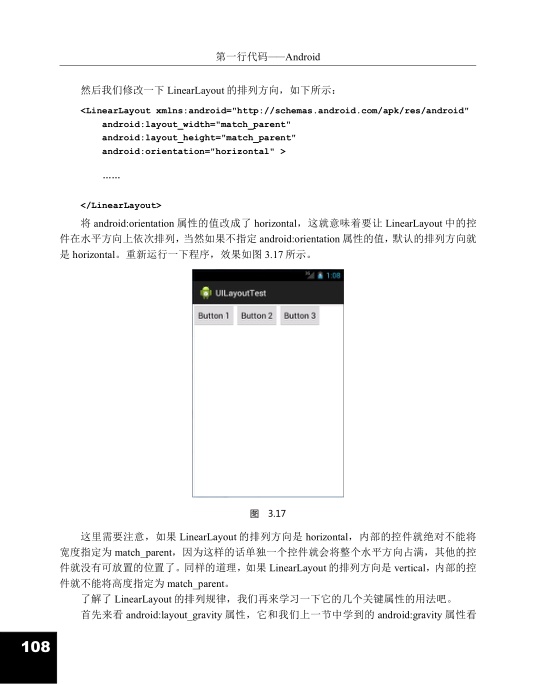 第一行代码——Android
然后我们修改一下 LinearLayout 的排列方向，如下所示：
<LinearLayout xmlns:android="http://schemas.android.com/apk/res/android"
android:layout_width="match_parent"
android:layout_height="match_parent"
android:orientation="horizontal" >
……
</LinearLayout>
将 android:orientation 属性的值改成了 horizontal，这就意味着要让 LinearLayout 中的控
件在水平方向上依次排列，当然如果不指定 android:orientation 属性的值，默认的排列方向就
是 horizontal。重新运行一下程序，效果如图 3.17 所示。
1:08
UILayoutTest
Button 1 Button 2 Button 3
图 3.17
这里需要注意，如果 LinearLayout 的排列方向是 horizontal，内部的控件就绝对不能将
宽度指定为 match_parent，因为这样的话单独一个控件就会将整个水平方向占满，其他的控
件就没有可放置的位置了。同样的道理，如果 LinearLayout 的排列方向是 vertical，内部的控
件就不能将高度指定为 match_parent。
了解了 LinearLayout 的排列规律，我们再来学习一下它的几个关键属性的用法吧。
首先来看 android:layout_gravity 属性，它和我们上一节中学到的 android:gravity 属性看
108